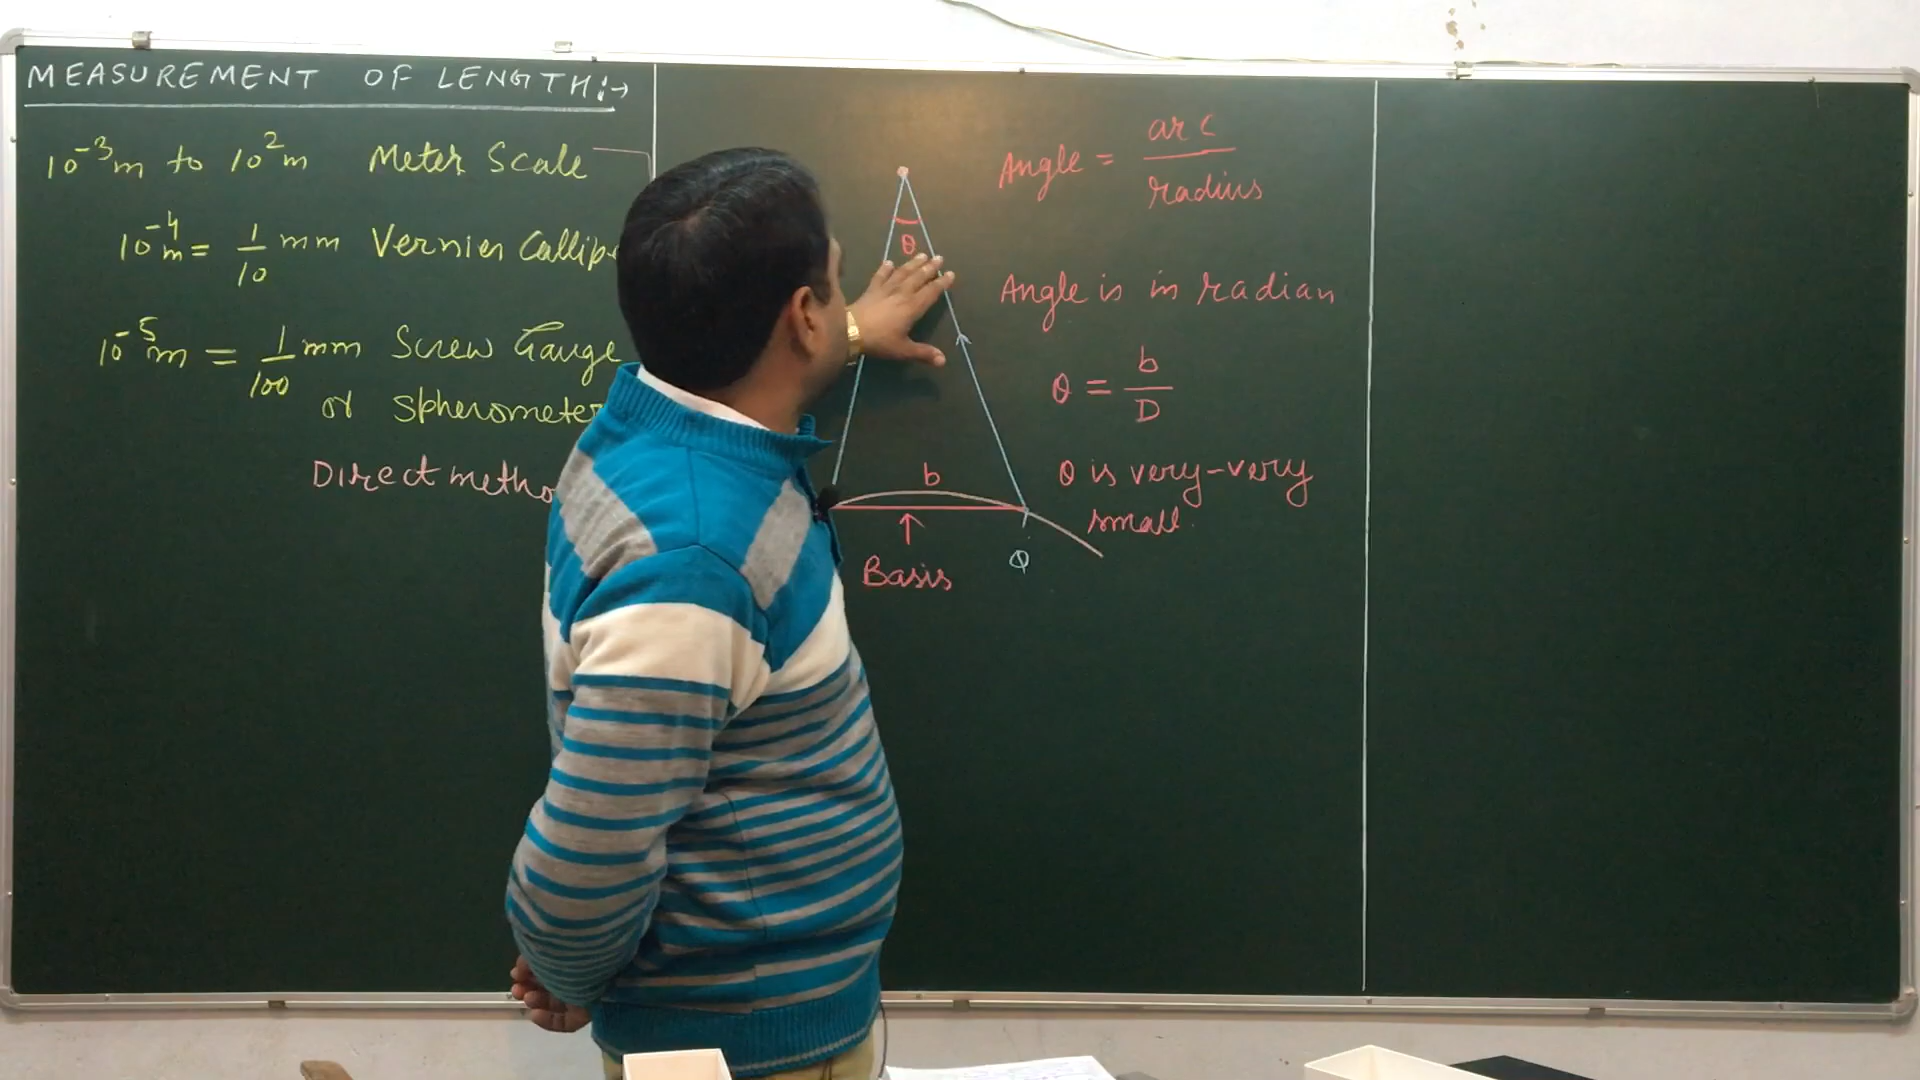 MEASUREMENT OF LENGTH:→
10⁻³m to 10²m Meter Scale
10⁻⁴m = 1/10 mm Vernier
10⁻⁵m = 1/100 mm Screw Gauge
or Spherometer
Direct
θ
b
Basis
Q
Angle = arc/radius
Angle is in radian
θ = b/D
θ is very-very
small.